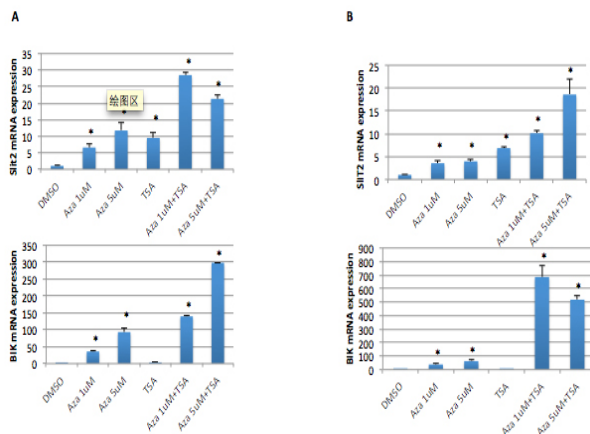 A
B
Slit2 mRNA expression
35
30
25
20
15
10
5
0
绘图区
*
*
*
*
*
DMSO
Aza 1uM
Aza 5uM
TSA
Aza 1uM+TSA
Aza 5uM+TSA
SlIT2 mRNA expression
25
20
15
10
5
0
*
*
*
*
*
DMSO
Aza 1uM
Aza 5uM
TSA
Aza 1uM+TSA
Aza 5uM+TSA
BIK mRNA expression
350
300
250
200
150
100
50
0
*
*
*
*
DMSO
Aza 1uM
Aza 5uM
TSA
Aza 1uM+TSA
Aza 5uM+TSA
BIK mRNA expression
900
800
700
600
500
400
300
200
100
0
*
*
*
*
DMSO
Aza 1uM
Aza 5uM
TSA
Aza 1uM+TSA
Aza 5uM+TSA